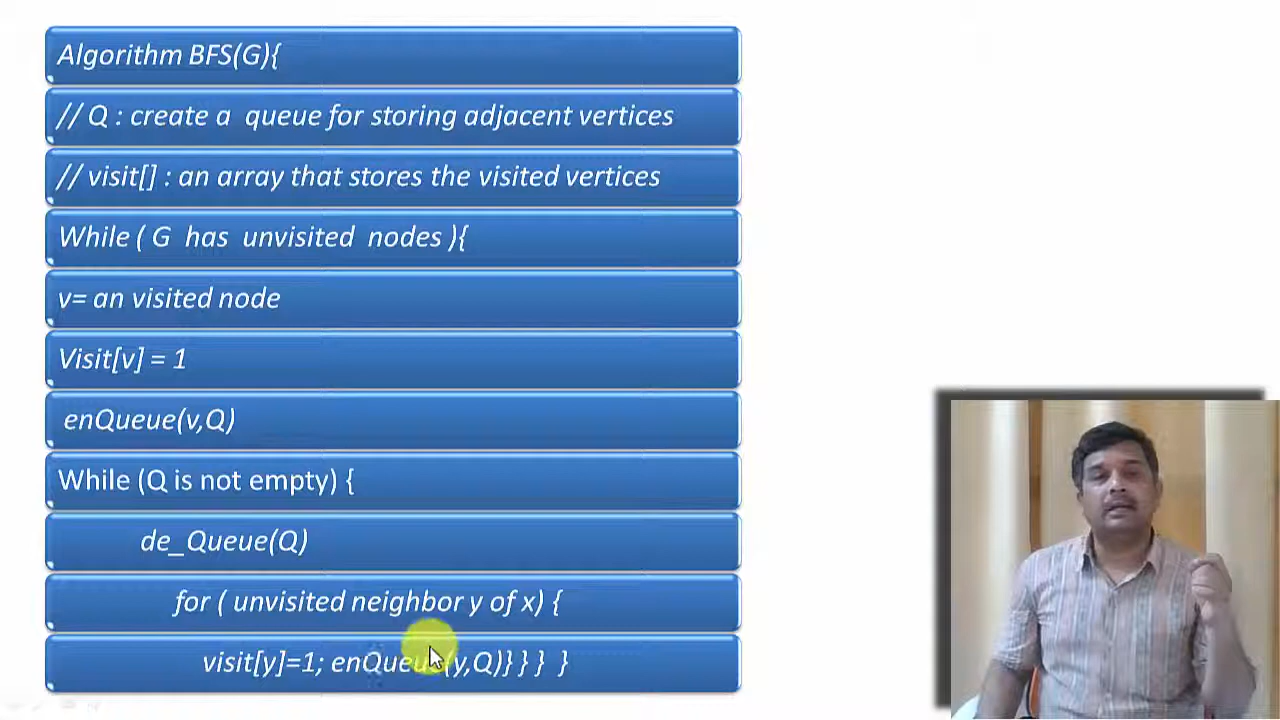 Algorithm BFS(G){
// Q : create a queue for storing adjacent vertices
// visit[] : an array that stores the visited vertices
While ( G has unvisited nodes ){
v= an visited node
Visit[v] = 1
enQueue(v,Q)
While (Q is not empty) {
de_Queue(Q)
for ( unvisited neighbor y of x) {
visit[y]=1; enQueue(y,Q)} } } }